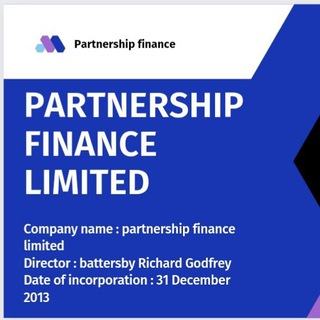 Partnership finance
PARTNERSHIP
FINANCE
LIMITED
Company name : partnership finance
limited
Director : battersby Richard Godfrey
Date of incorporation : 31 December
2013